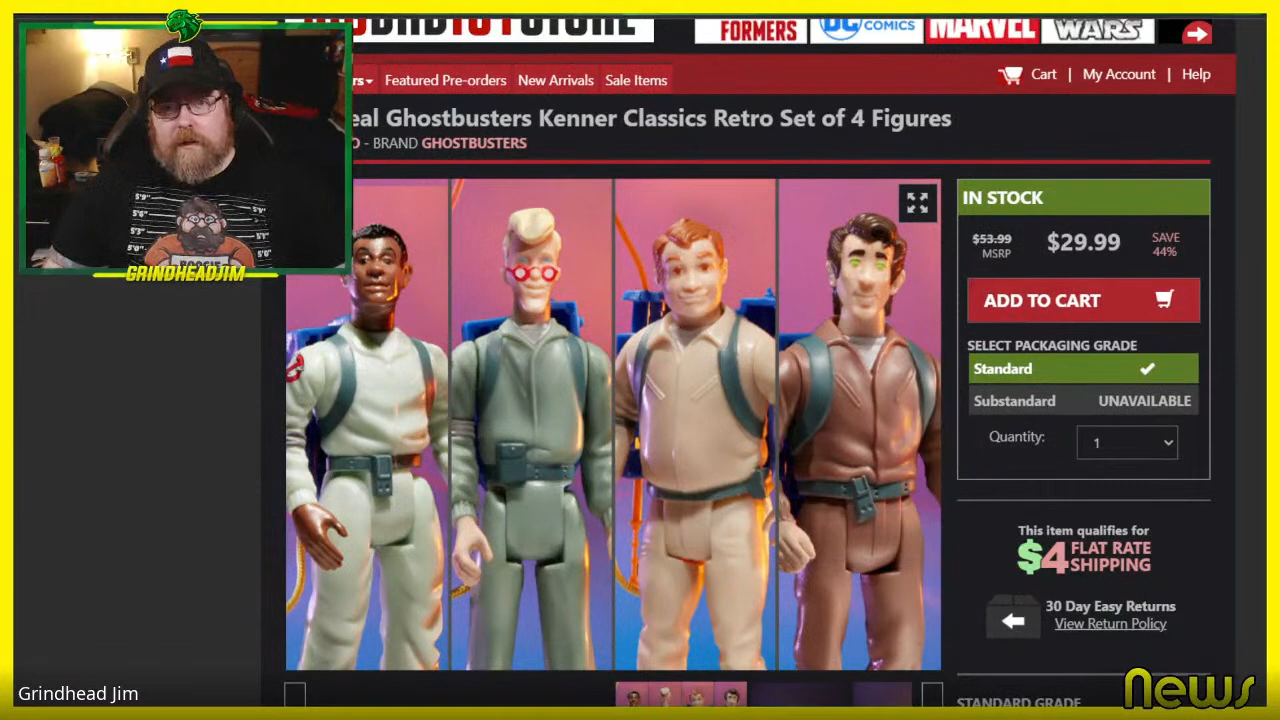 FORMERS
DC COMICS
MARVEL
WARS
Featured Pre-orders
New Arrivals
Sale Items
Cart | My Account | Help
eal Ghostbusters Kenner Classics Retro Set of 4 Figures
O - BRAND GHOSTBUSTERS
GRINDHEADJIM
IN STOCK
$53.99
MSRP
$29.99
SAVE
44%
ADD TO CART
SELECT PACKAGING GRADE
Standard
Substandard UNAVAILABLE
Quantity: 1
This item qualifies for
$4 FLAT RATE
SHIPPING
30 Day Easy Returns
View Return Policy
STANDARD GRADE
Grindhead Jim
News